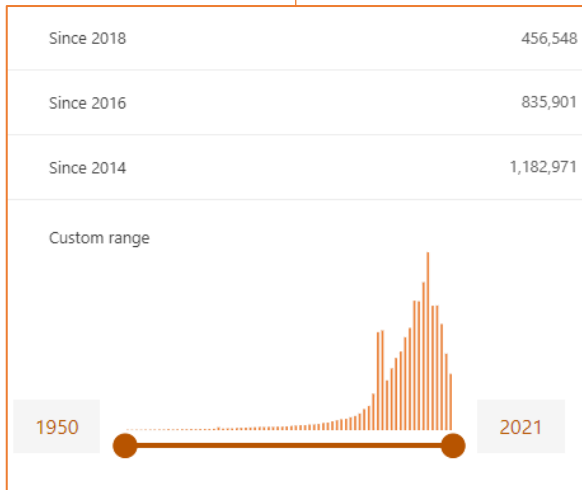 Since 2018 456,548
Since 2016 835,901
Since 2014 1,182,971
Custom range
1950 2021